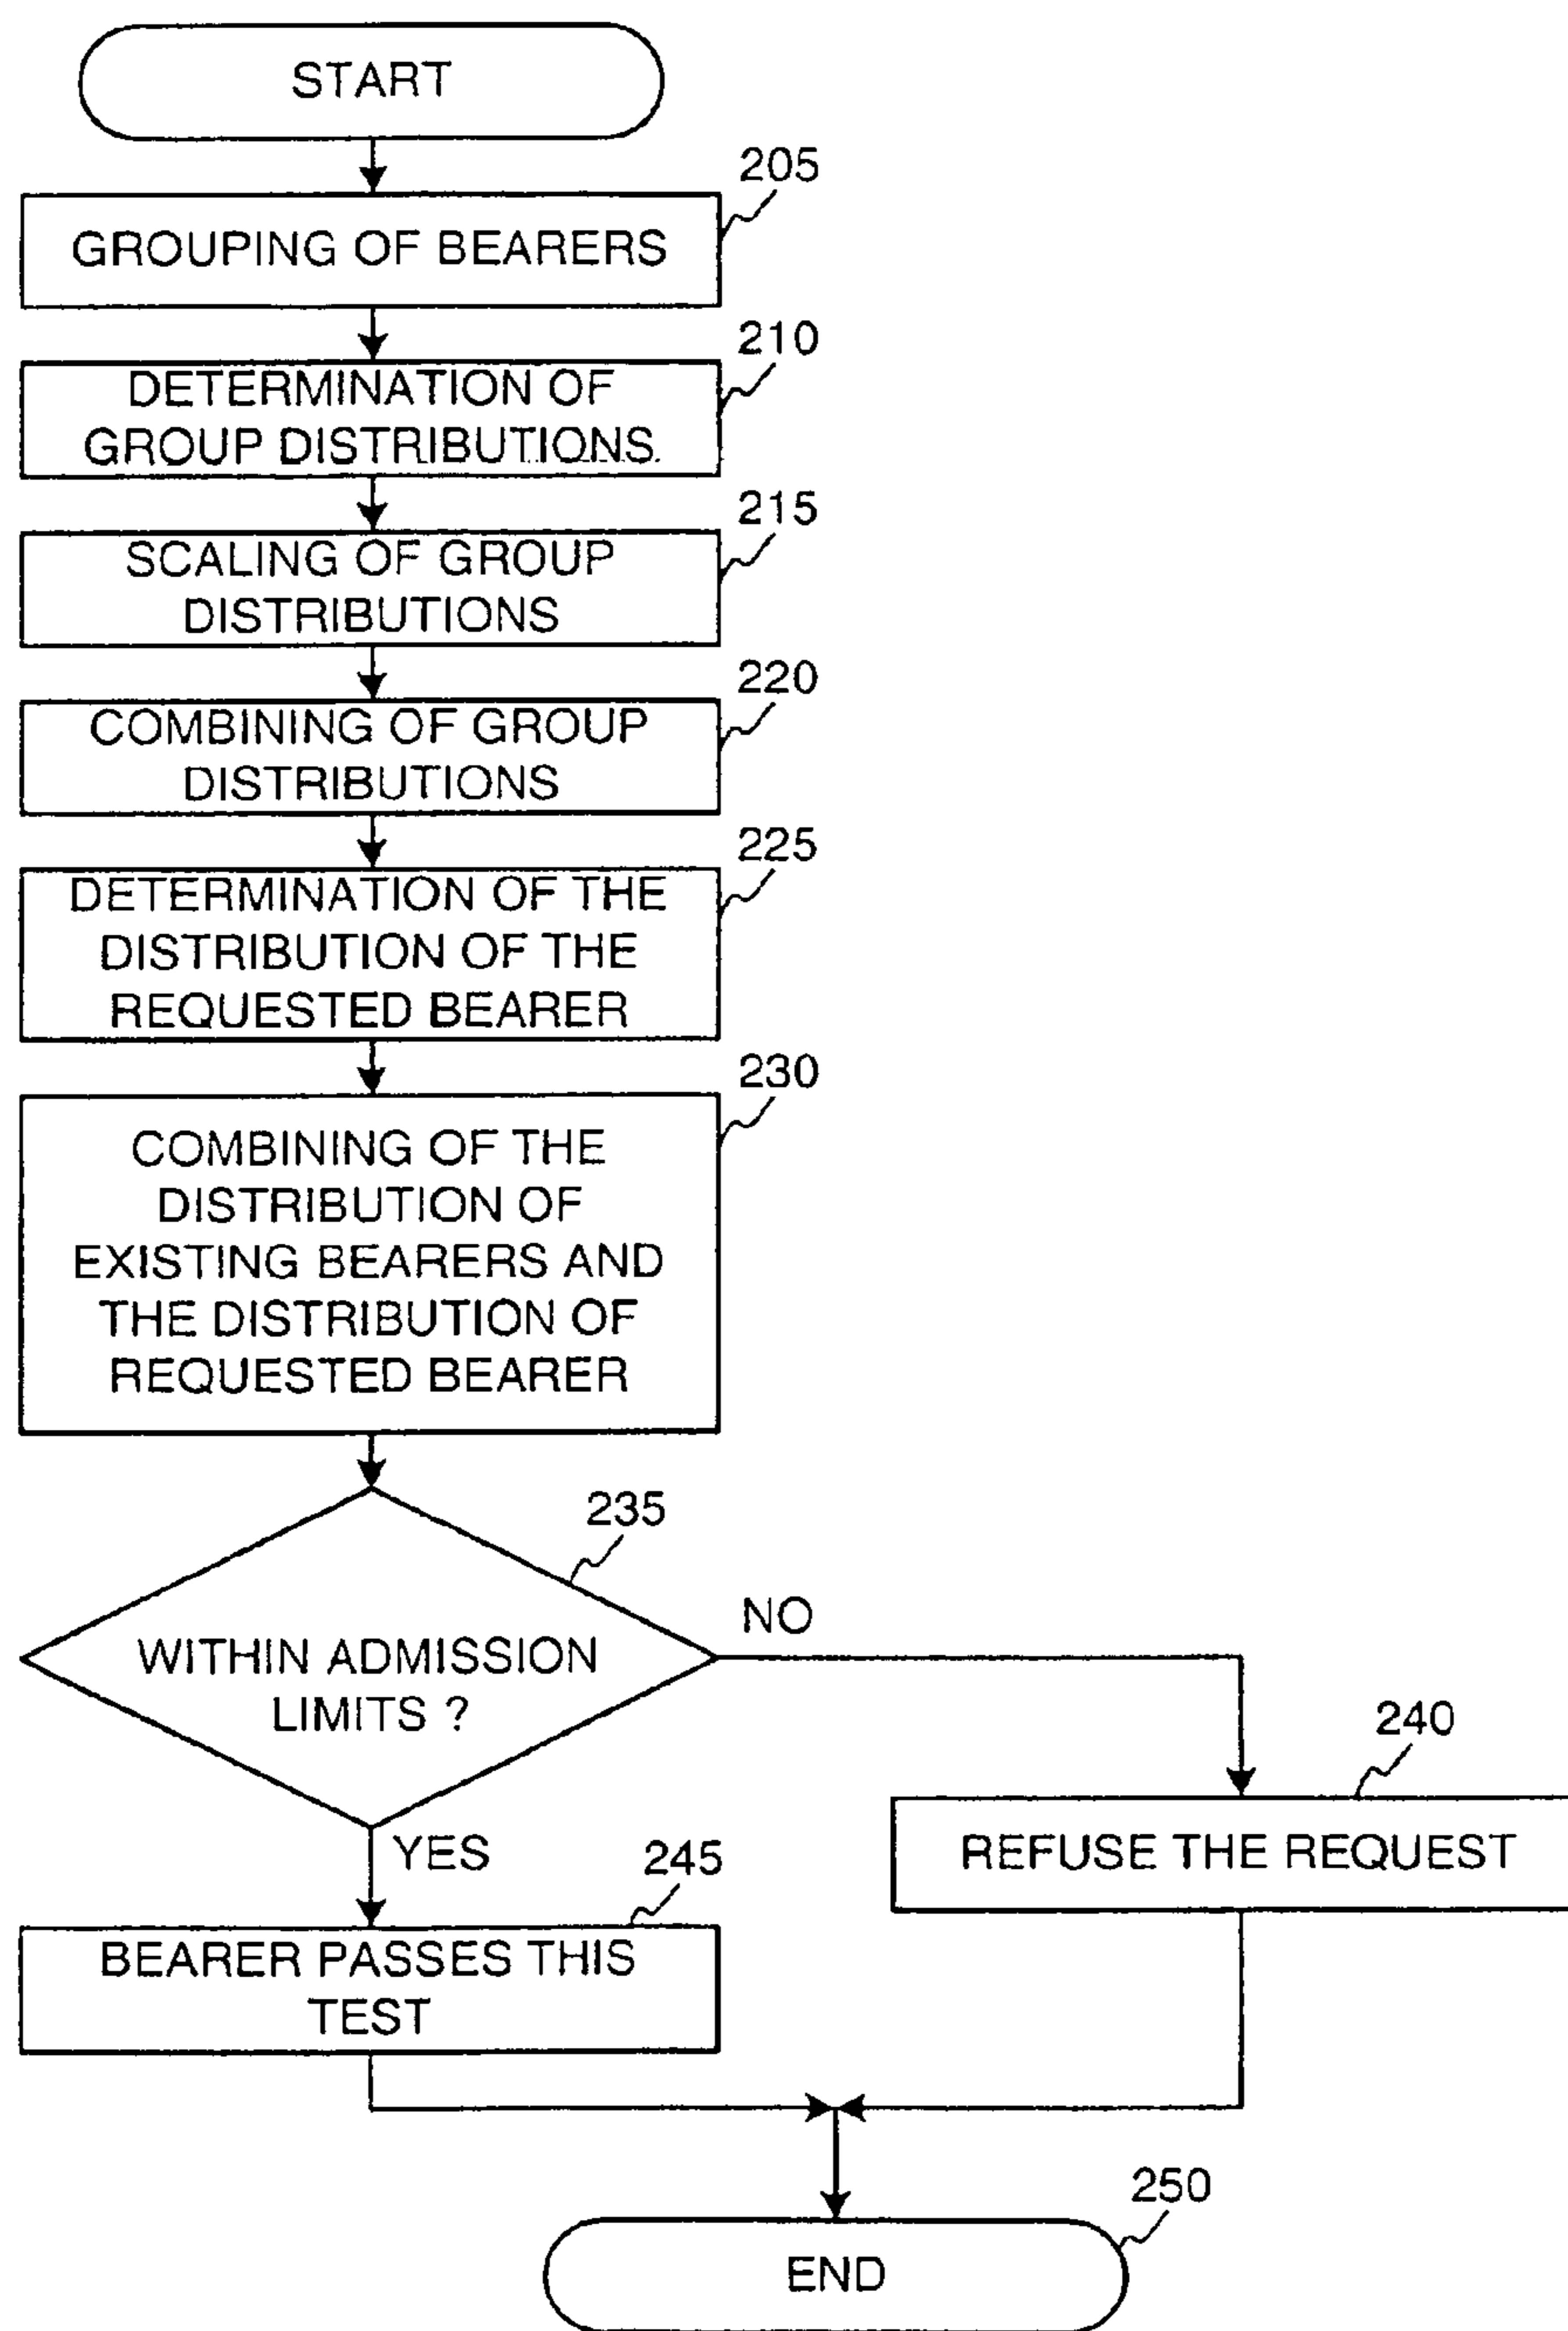 START
205
GROUPING OF BEARERS
210
DETERMINATION OF
GROUP DISTRIBUTIONS.
215
SCALING OF GROUP
DISTRIBUTIONS
220
COMBINING OF GROUP
DISTRIBUTIONS
225
DETERMINATION OF THE
DISTRIBUTION OF THE
REQUESTED BEARER
230
COMBINING OF THE
DISTRIBUTION OF
EXISTING BEARERS AND
THE DISTRIBUTION OF
REQUESTED BEARER
235
WITHIN ADMISSION
LIMITS ?
NO
240
REFUSE THE REQUEST
YES
245
BEARER PASSES THIS
TEST
250
END